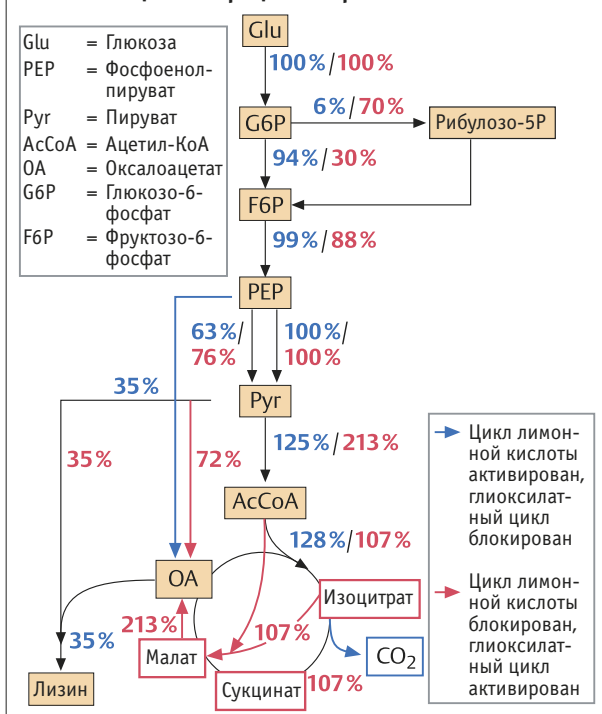 Glu = Глюкоза
PEP = Фосфоенол-
пируват
Pyr = Пируват
AcCoA = Ацетил-КоА
OA = Оксалоацетат
G6P = Глюкозо-6-
фосфат
F6P = Фруктозо-6-
фосфат
Glu
100%/100%
G6P
6%/70%
Рибулозо-5P
94%/30%
F6P
99%/88%
PEP
63%/
76%
100%/
100%
35%
Pyr
35%
72%
125%/213%
AcCoA
128%/107%
OA
Изоцитрат
213%
107%
35%
Малат
CO₂
Лизин
Сукцинат
107%
Цикл лимон-
ной кислоты
активирован,
глиоксилат-
ный цикл
блокирован
Цикл лимон-
ной кислоты
блокирован,
глиоксилат-
ный цикл
активирован